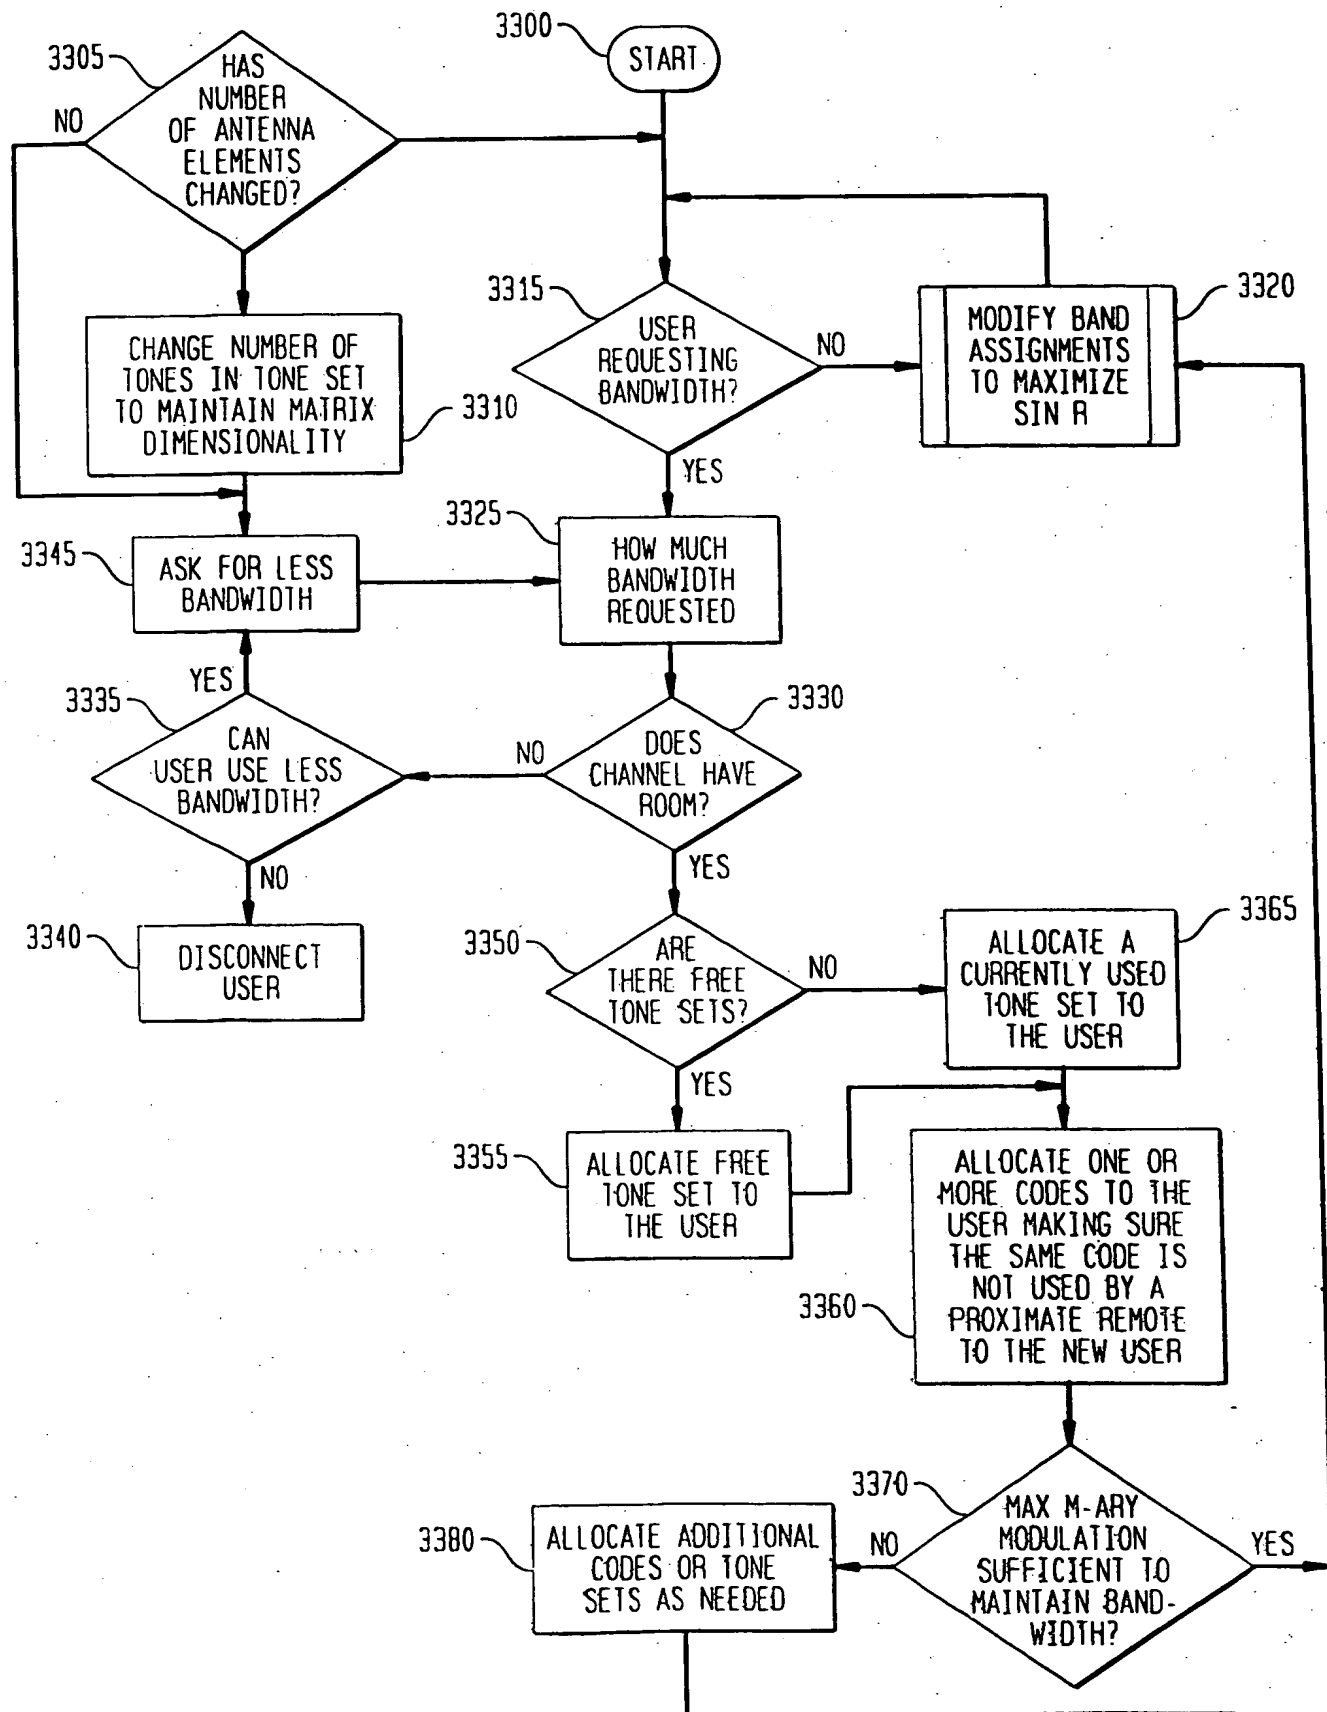 3300
START
3305
HAS
NUMBER
OF ANTENNA
ELEMENTS
CHANGED?
NO
3315
USER
REQUESTING
BANDWIDTH?
NO
YES
3320
MODIFY BAND
ASSIGNMENTS
TO MAXIMIZE
SIN R
CHANGE NUMBER OF
TONES IN TONE SET
TO MAINTAIN MATRIX
DIMENSIONALITY
3310
3325
HOW MUCH
BANDWIDTH
REQUESTED
3345
ASK FOR LESS
BANDWIDTH
YES
3335
CAN
USER USE LESS
BANDWIDTH?
NO
3330
DOES
CHANNEL HAVE
ROOM?
NO
YES
3340
DISCONNECT
USER
3350
ARE
THERE FREE
TONE SETS?
NO
YES
3365
ALLOCATE A
CURRENTLY USED
TONE SET TO
THE USER
3355
ALLOCATE FREE
TONE SET TO
THE USER
3360
ALLOCATE ONE OR
MORE CODES TO THE
USER MAKING SURE
THE SAME CODE IS
NOT USED BY A
PROXIMATE REMOTE
TO THE NEW USER
3370
MAX M-ARY
MODULATION
SUFFICIENT TO
MAINTAIN BAND-
WIDTH?
NO
YES
3380
ALLOCATE ADDITIONAL
CODES OR TONE
SETS AS NEEDED